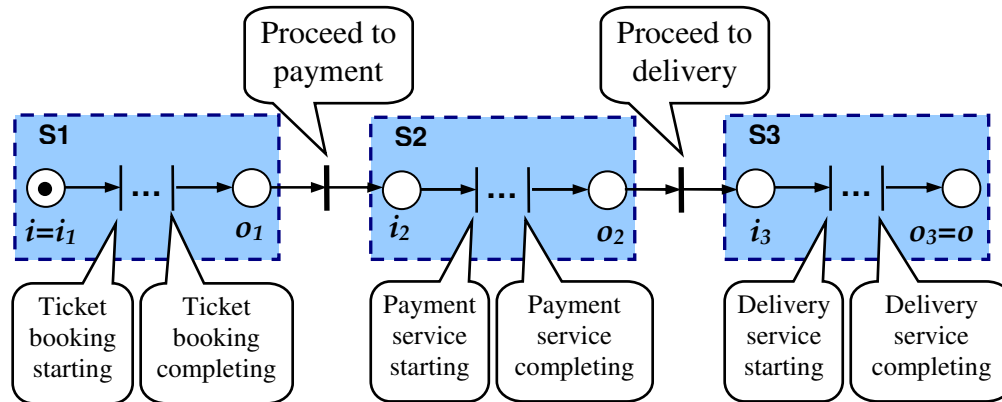 Proceed to
payment
Proceed to
delivery
S1
S2
S3
...
...
...
i=i₁
o₁
i₂
o₂
i₃
o₃=o
Ticket
booking
starting
Ticket
booking
completing
Payment
service
starting
Payment
service
completing
Delivery
service
starting
Delivery
service
completing